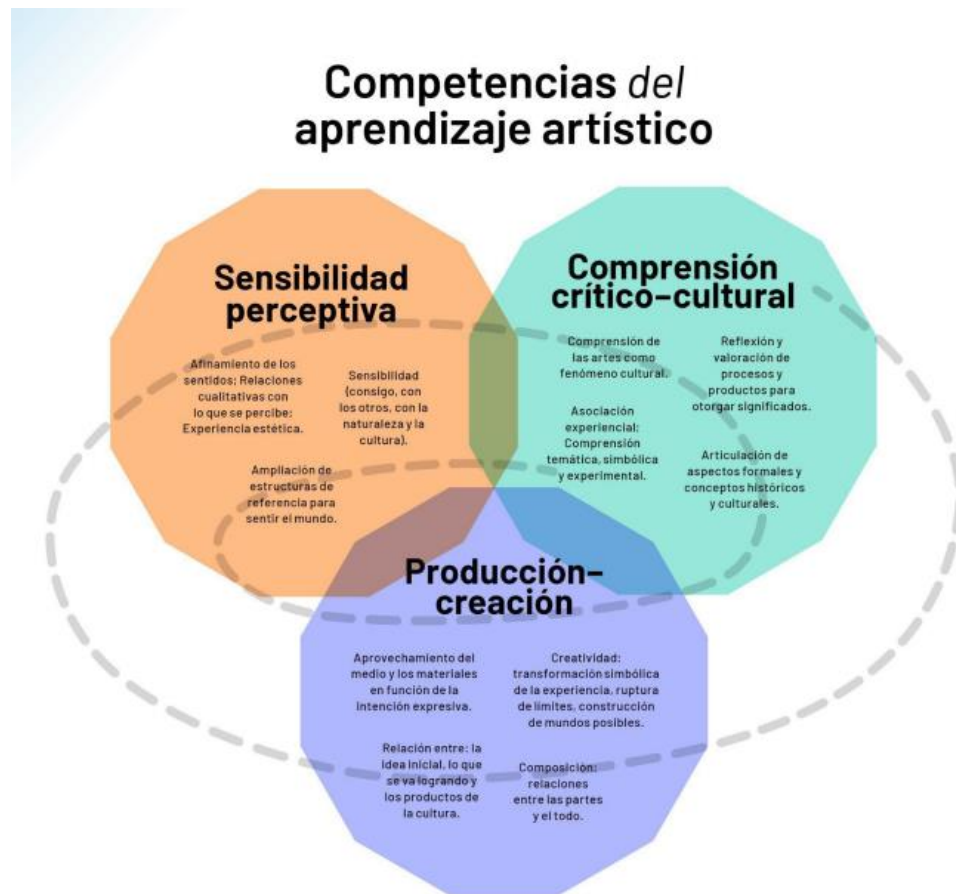 Competencias del
aprendizaje artístico
Sensibilidad
perceptiva
Afinamiento de los
sentidos: Relaciones
cualitativas con
lo que se percibe:
Experiencia estética.
Sensibilidad
(consigo, con
los otros, con la
naturaleza y la
cultura).
Ampliación de
estructuras de
referencia para
sentir el mundo.
Comprensión
crítico-cultural
Comprensión de
las artes como
fenómeno cultural.
Reflexión y
valoración de
procesos y
productos para
otorgar significados.
Asociación
experiencial:
Comprensión
temática, simbólica
y experimental.
Articulación de
aspectos formales y
conceptos históricos
y culturales.
Producción-
creación
Aprovechamiento del
medio y los materiales
en función de la
intención expresiva.
Creatividad:
transformación simbólica
de la experiencia, ruptura
de límites, construcción
de mundos posibles.
Relación entre: la
idea inicial, lo que
se va logrando y
los productos de
la cultura.
Composición:
relaciones
entre las partes
y el todo.